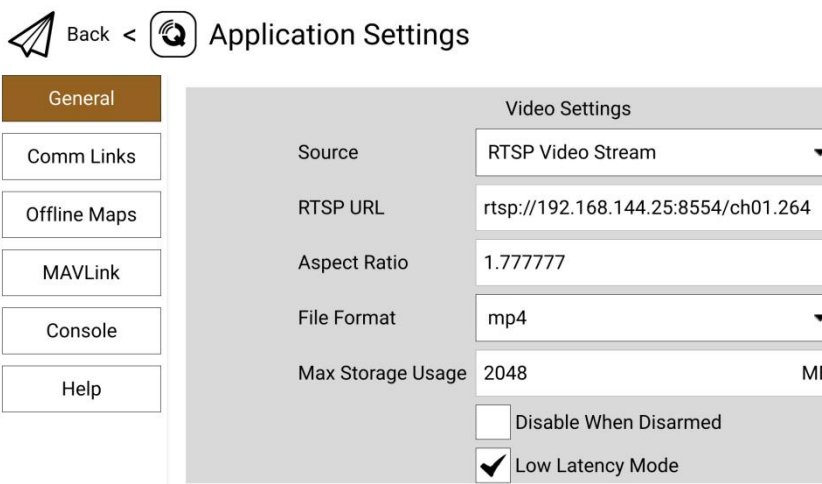 Back < Application Settings
General
Comm Links
Offline Maps
MAVLink
Console
Help
Video Settings
Source RTSP Video Stream
RTSP URL rtsp://192.168.144.25:8554/ch01.264
Aspect Ratio 1.777777
File Format mp4
Max Storage Usage 2048
Disable When Disarmed
Low Latency Mode